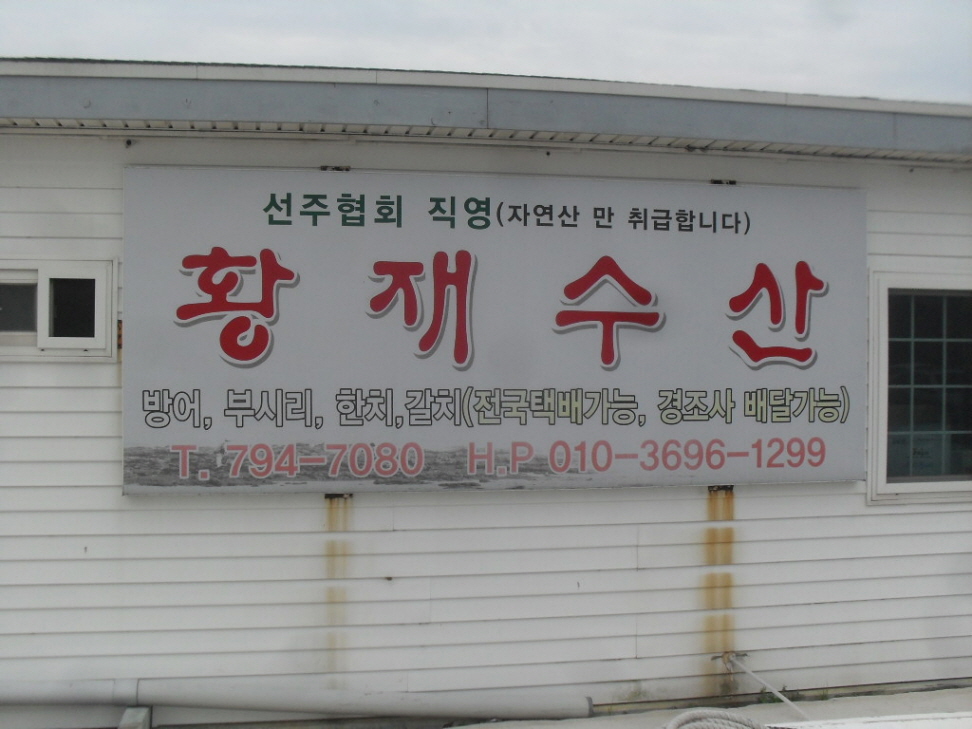 선주협회 직영(자연산 만 취급합니다)
황재수산
방어, 부시리, 한치,갈치(전국택배가능, 경조사 배달가능)
T. 794-7080 H.P 010-3696-1299